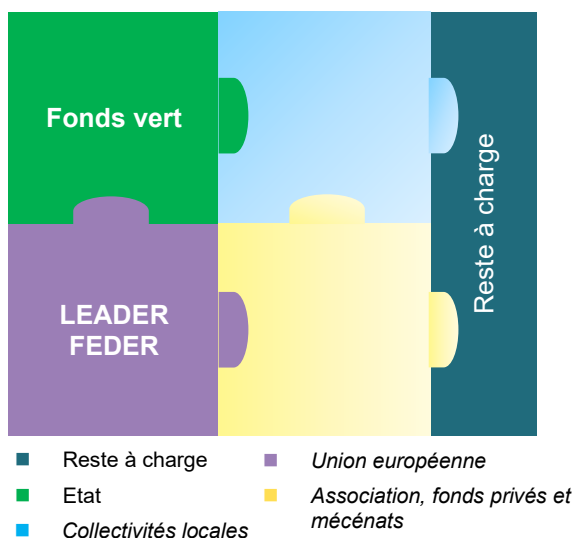 Fonds vert
LEADER
FEDER
Reste à charge
Reste à charge
Etat
Collectivités locales
Union européenne
Association, fonds privés et
mécénats